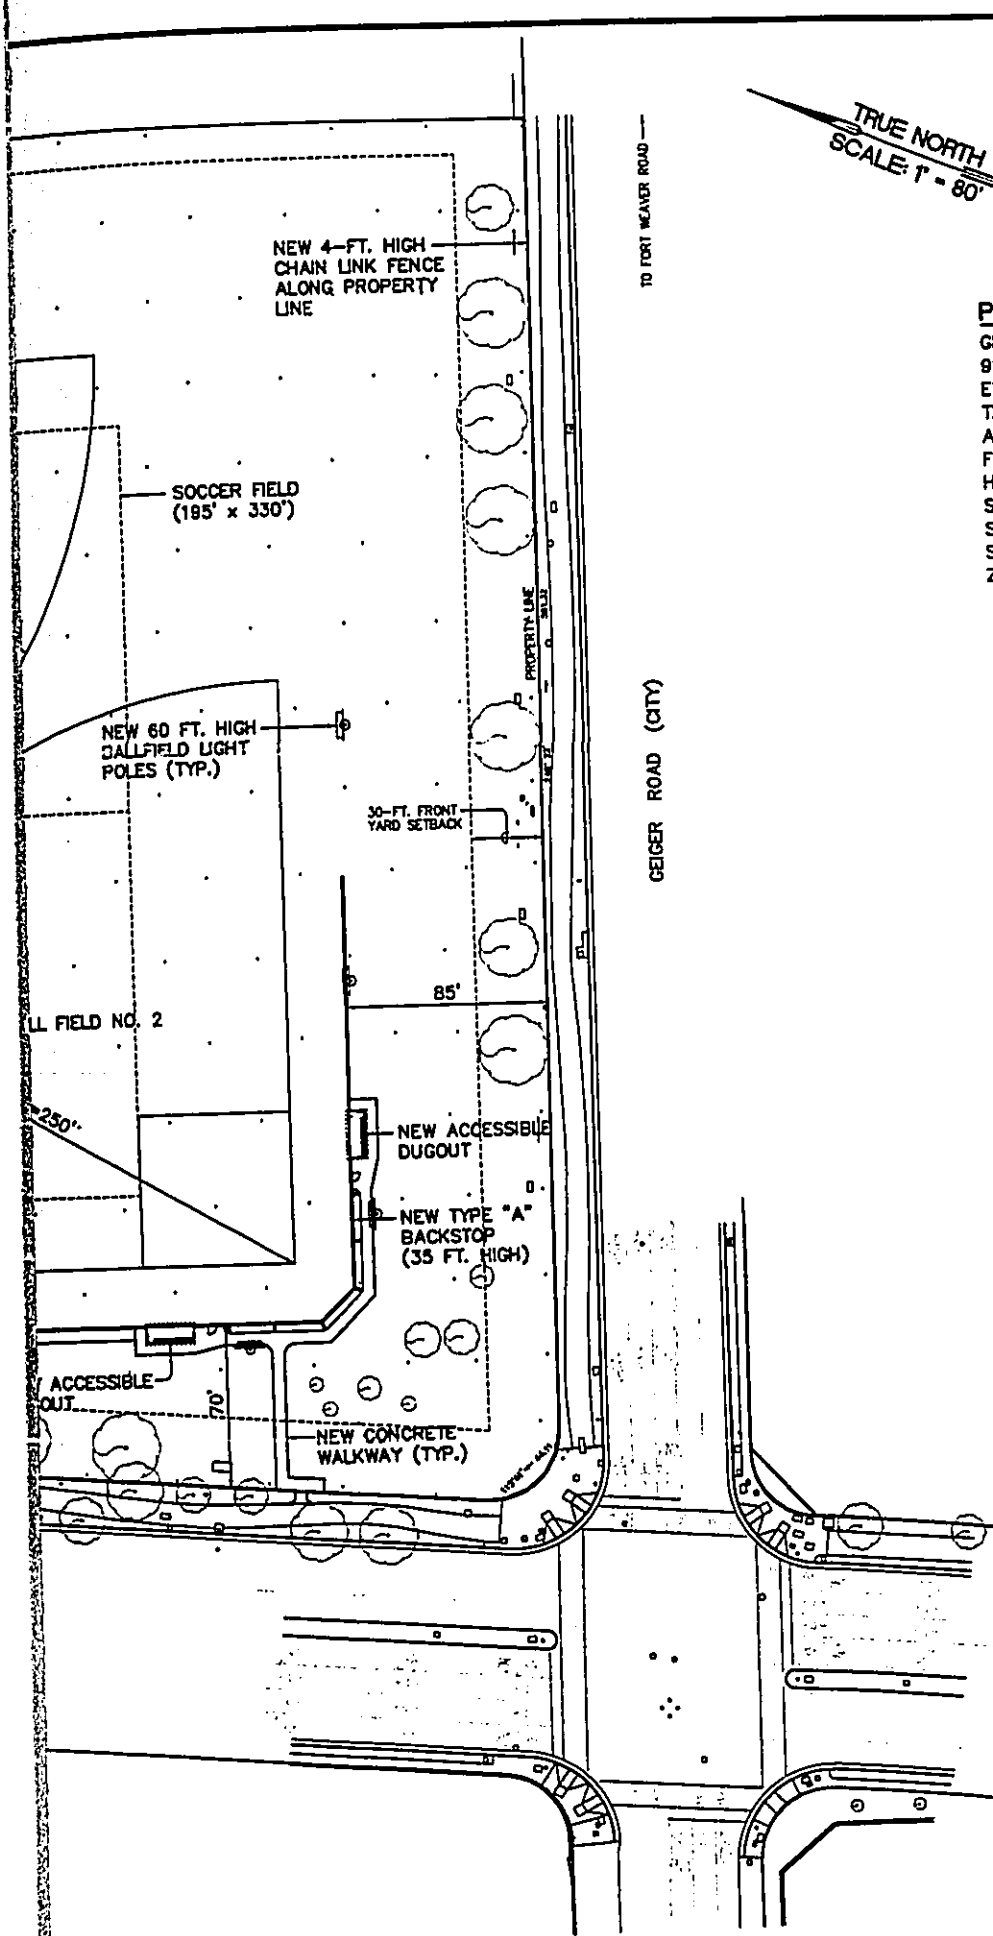 TRUE NORTH
SCALE: 1" = 80'
TO FORT WEAVER ROAD
NEW 4-FT. HIGH
CHAIN LINK FENCE
ALONG PROPERTY
LINE
P
G
9
E
T
A
F
H
S
S
S
Z
SOCCER FIELD
(195' x 330')
PROPERTY LINE
NEW 60 FT. HIGH
BALLFIELD LIGHT
POLES (TYP.)
GEIGER ROAD (CITY)
30-FT. FRONT
YARD SETBACK
85'
LL FIELD NO. 2
=250'
NEW ACCESSIBLE
DUGOUT
NEW TYPE "A"
BACKSTOP
(35 FT. HIGH)
ACCESSIBLE
OUT
70'
NEW CONCRETE
WALKWAY (TYP.)